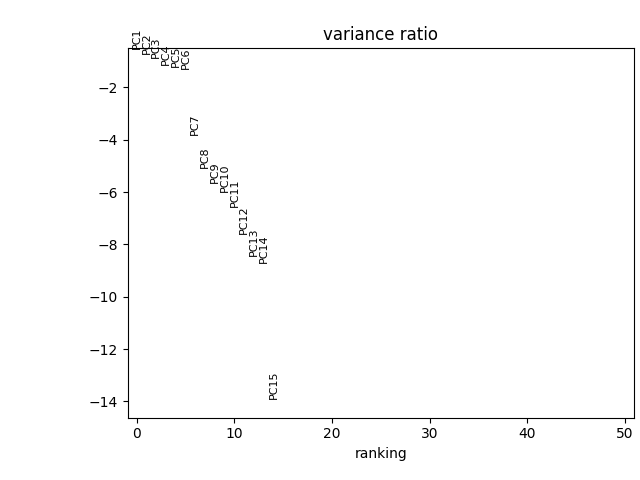 variance ratio
PC1
PC2
PC3
PC4
PC5
PC6
PC7
PC8
PC9
PC10
PC11
PC12
PC13
PC14
PC15
−2
−4
−6
−8
−10
−12
−14
0 10 20 30 40 50
ranking